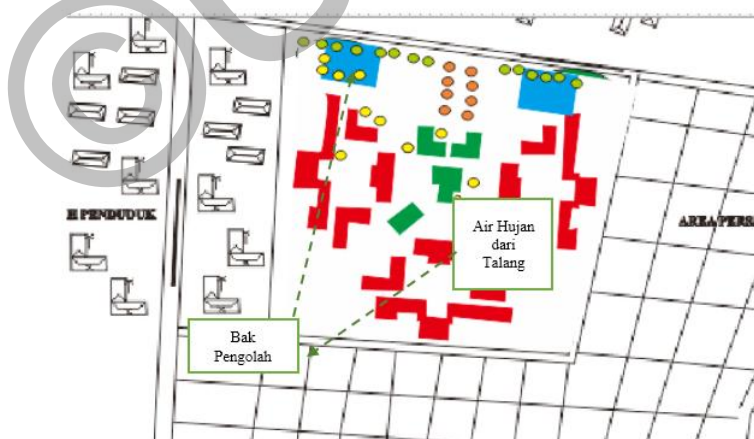 H PENDUDUK
AREA PERS
Air Hujan
dari
Talang
Bak
Pengolah